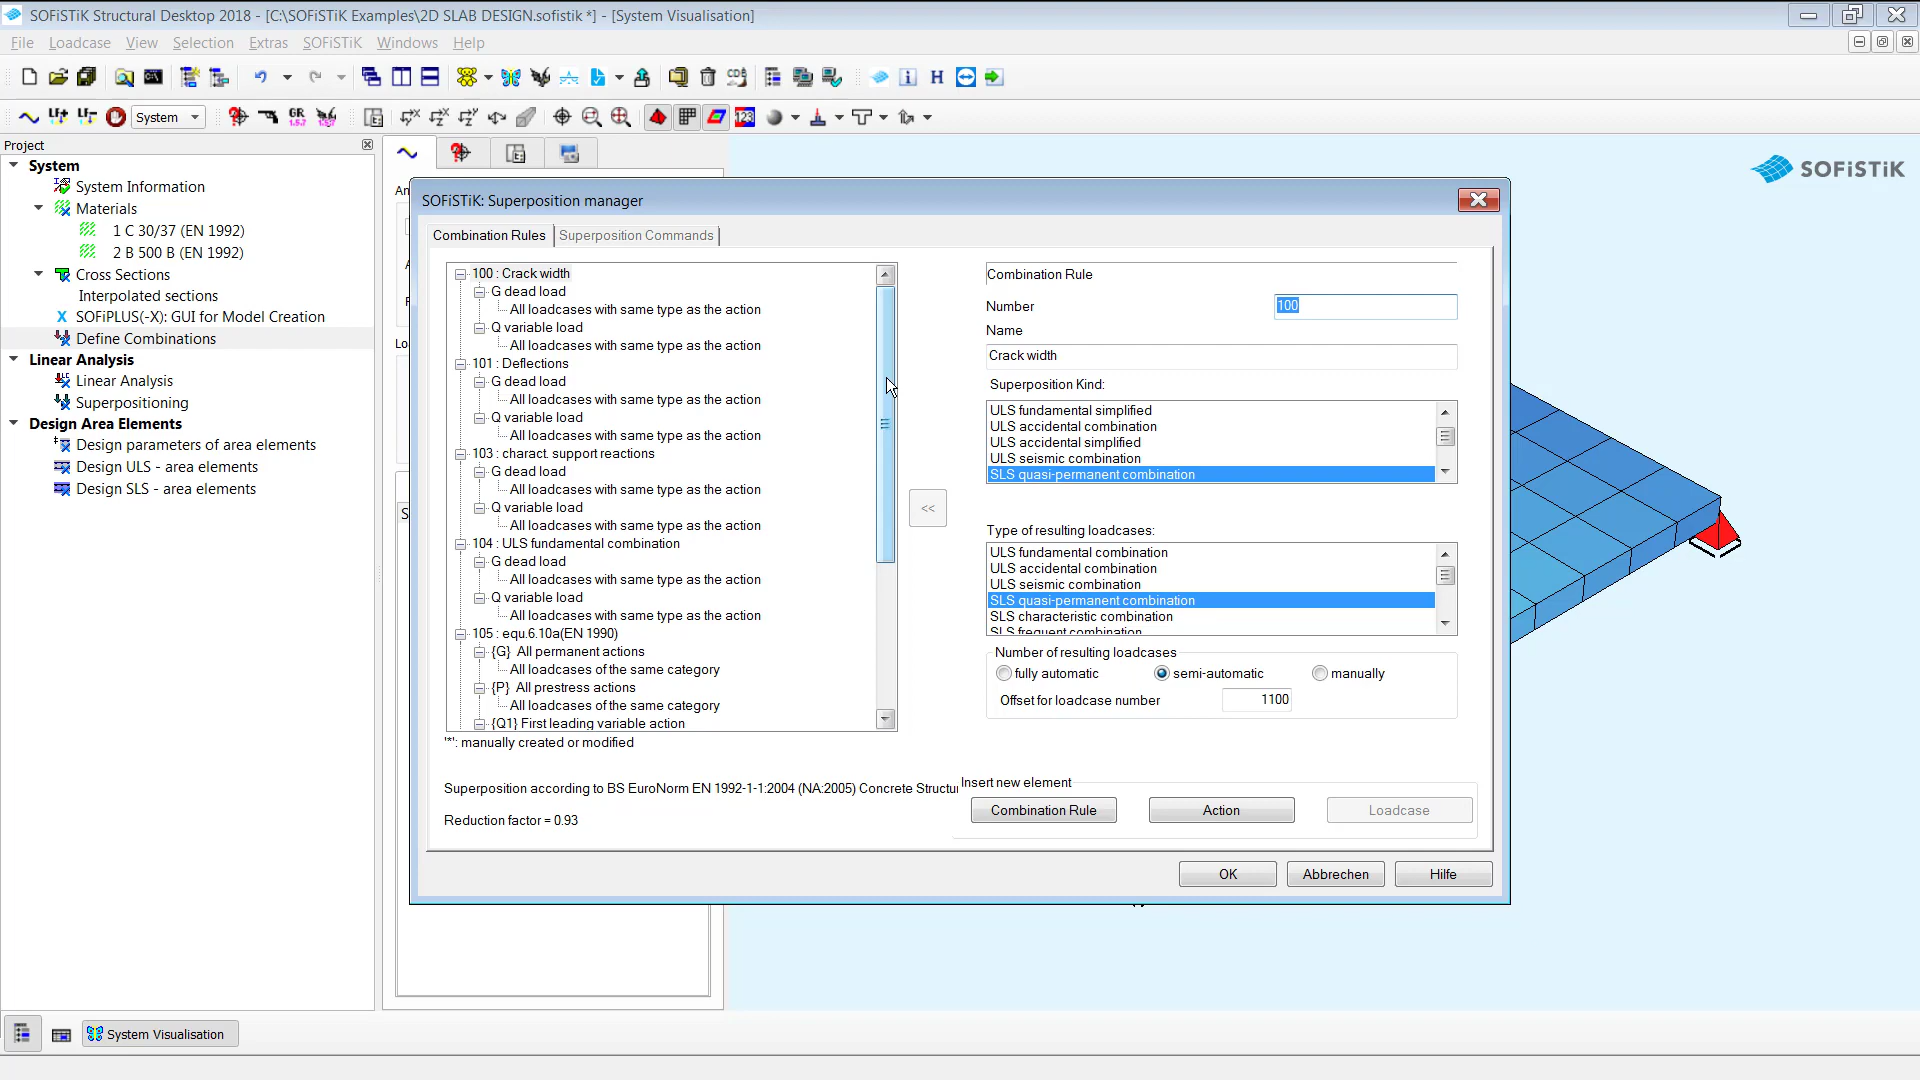 SOFiSTiK Structural Desktop 2018 - [C:\SOFiSTiK Examples\2D SLAB DESIGN.sofistik *] - [System Visualisation]
File Loadcase View Selection Extras SOFiSTiK Windows Help
System
Project
System
System Information
Materials
1 C 30/37 (EN 1992)
2 B 500 B (EN 1992)
Cross Sections
Interpolated sections
SOFiPLUS(-X): GUI for Model Creation
Define Combinations
Linear Analysis
Linear Analysis
Superpositioning
Design Area Elements
Design parameters of area elements
Design ULS - area elements
Design SLS - area elements
SOFiSTiK
SOFiSTiK: Superposition manager
Combination Rules
Superposition Commands
100 : Crack width
G dead load
All loadcases with same type as the action
Q variable load
All loadcases with same type as the action
101 : Deflections
G dead load
All loadcases with same type as the action
Q variable load
All loadcases with same type as the action
103 : charact. support reactions
G dead load
All loadcases with same type as the action
Q variable load
All loadcases with same type as the action
104 : ULS fundamental combination
G dead load
All loadcases with same type as the action
Q variable load
All loadcases with same type as the action
105 : equ.6.10a(EN 1990)
{G} All permanent actions
All loadcases of the same category
{P} All prestress actions
All loadcases of the same category
{Q1} First leading variable action
'*': manually created or modified
Superposition according to BS EuroNorm EN 1992-1-1:2004 (NA:2005) Concrete Structu
Reduction factor = 0.93
<<
Combination Rule
Number 100
Name
Crack width
Superposition Kind:
ULS fundamental simplified
ULS accidental combination
ULS accidental simplified
ULS seismic combination
SLS quasi-permanent combination
Type of resulting loadcases:
ULS fundamental combination
ULS accidental combination
ULS seismic combination
SLS quasi-permanent combination
SLS characteristic combination
SLS frequent combination
Number of resulting loadcases
fully automatic semi-automatic manually
Offset for loadcase number 1100
Insert new element
Combination Rule Action Loadcase
OK Abbrechen Hilfe
System Visualisation